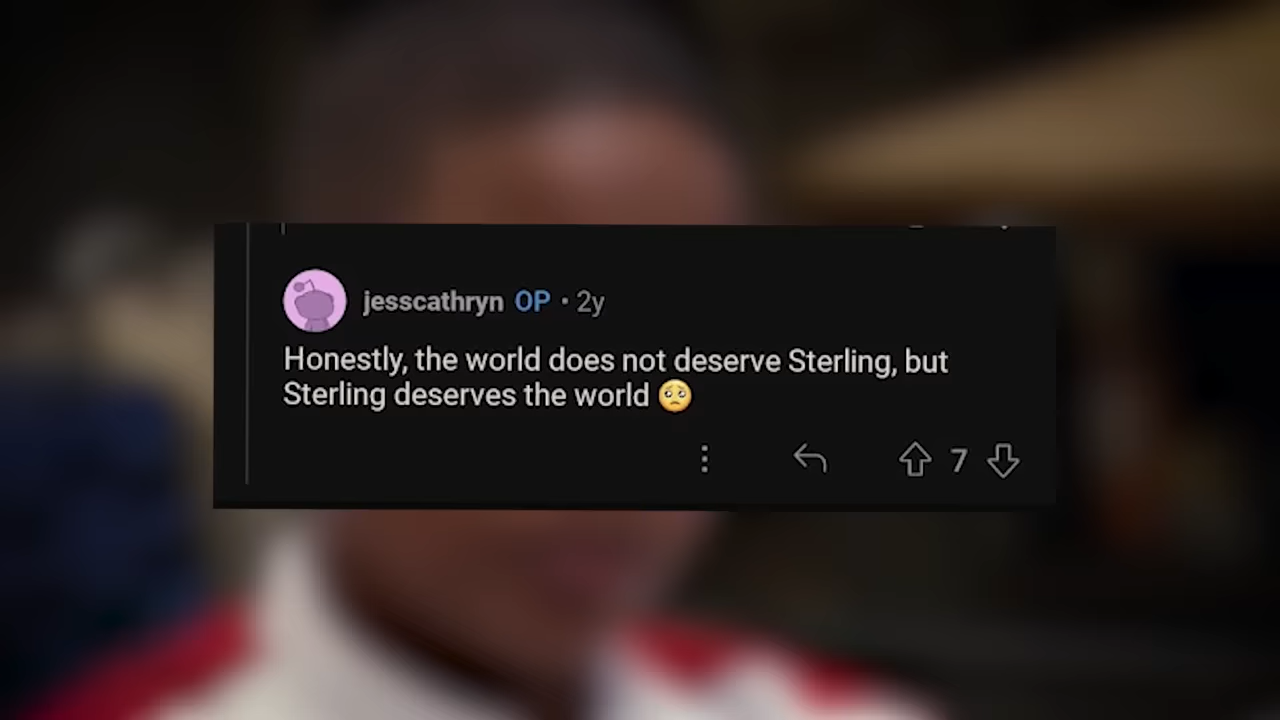 jesscathryn OP • 2y
Honestly, the world does not deserve Sterling, but
Sterling deserves the world 🥺
7